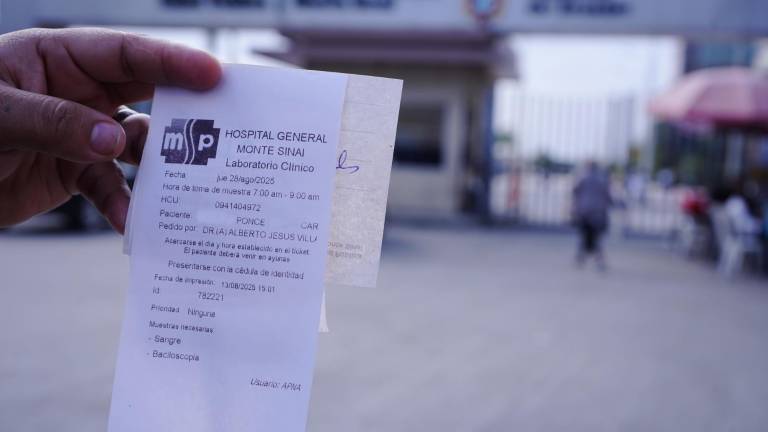 msp
HOSPITAL GENERAL
MONTE SINAI
Laboratorio Clínico
Fecha jue 28/ago/2025
Hora de toma de muestra 7:00 am - 9:00 am
HCU: 0941404972
Paciente: PONCE CAR
Pedido por: DR.(A) ALBERTO JESUS VILLA
Acercarse el día y hora establecido en el ticket
El paciente deberá venir en ayunas
Presentarse con la cédula de identidad
Fecha de impresión: 13/08/2025 15:01
Id: 782221
Prioridad Ninguna
Muestras necesarias
- Sangre
- Baciloscopia
Usuario: APNA